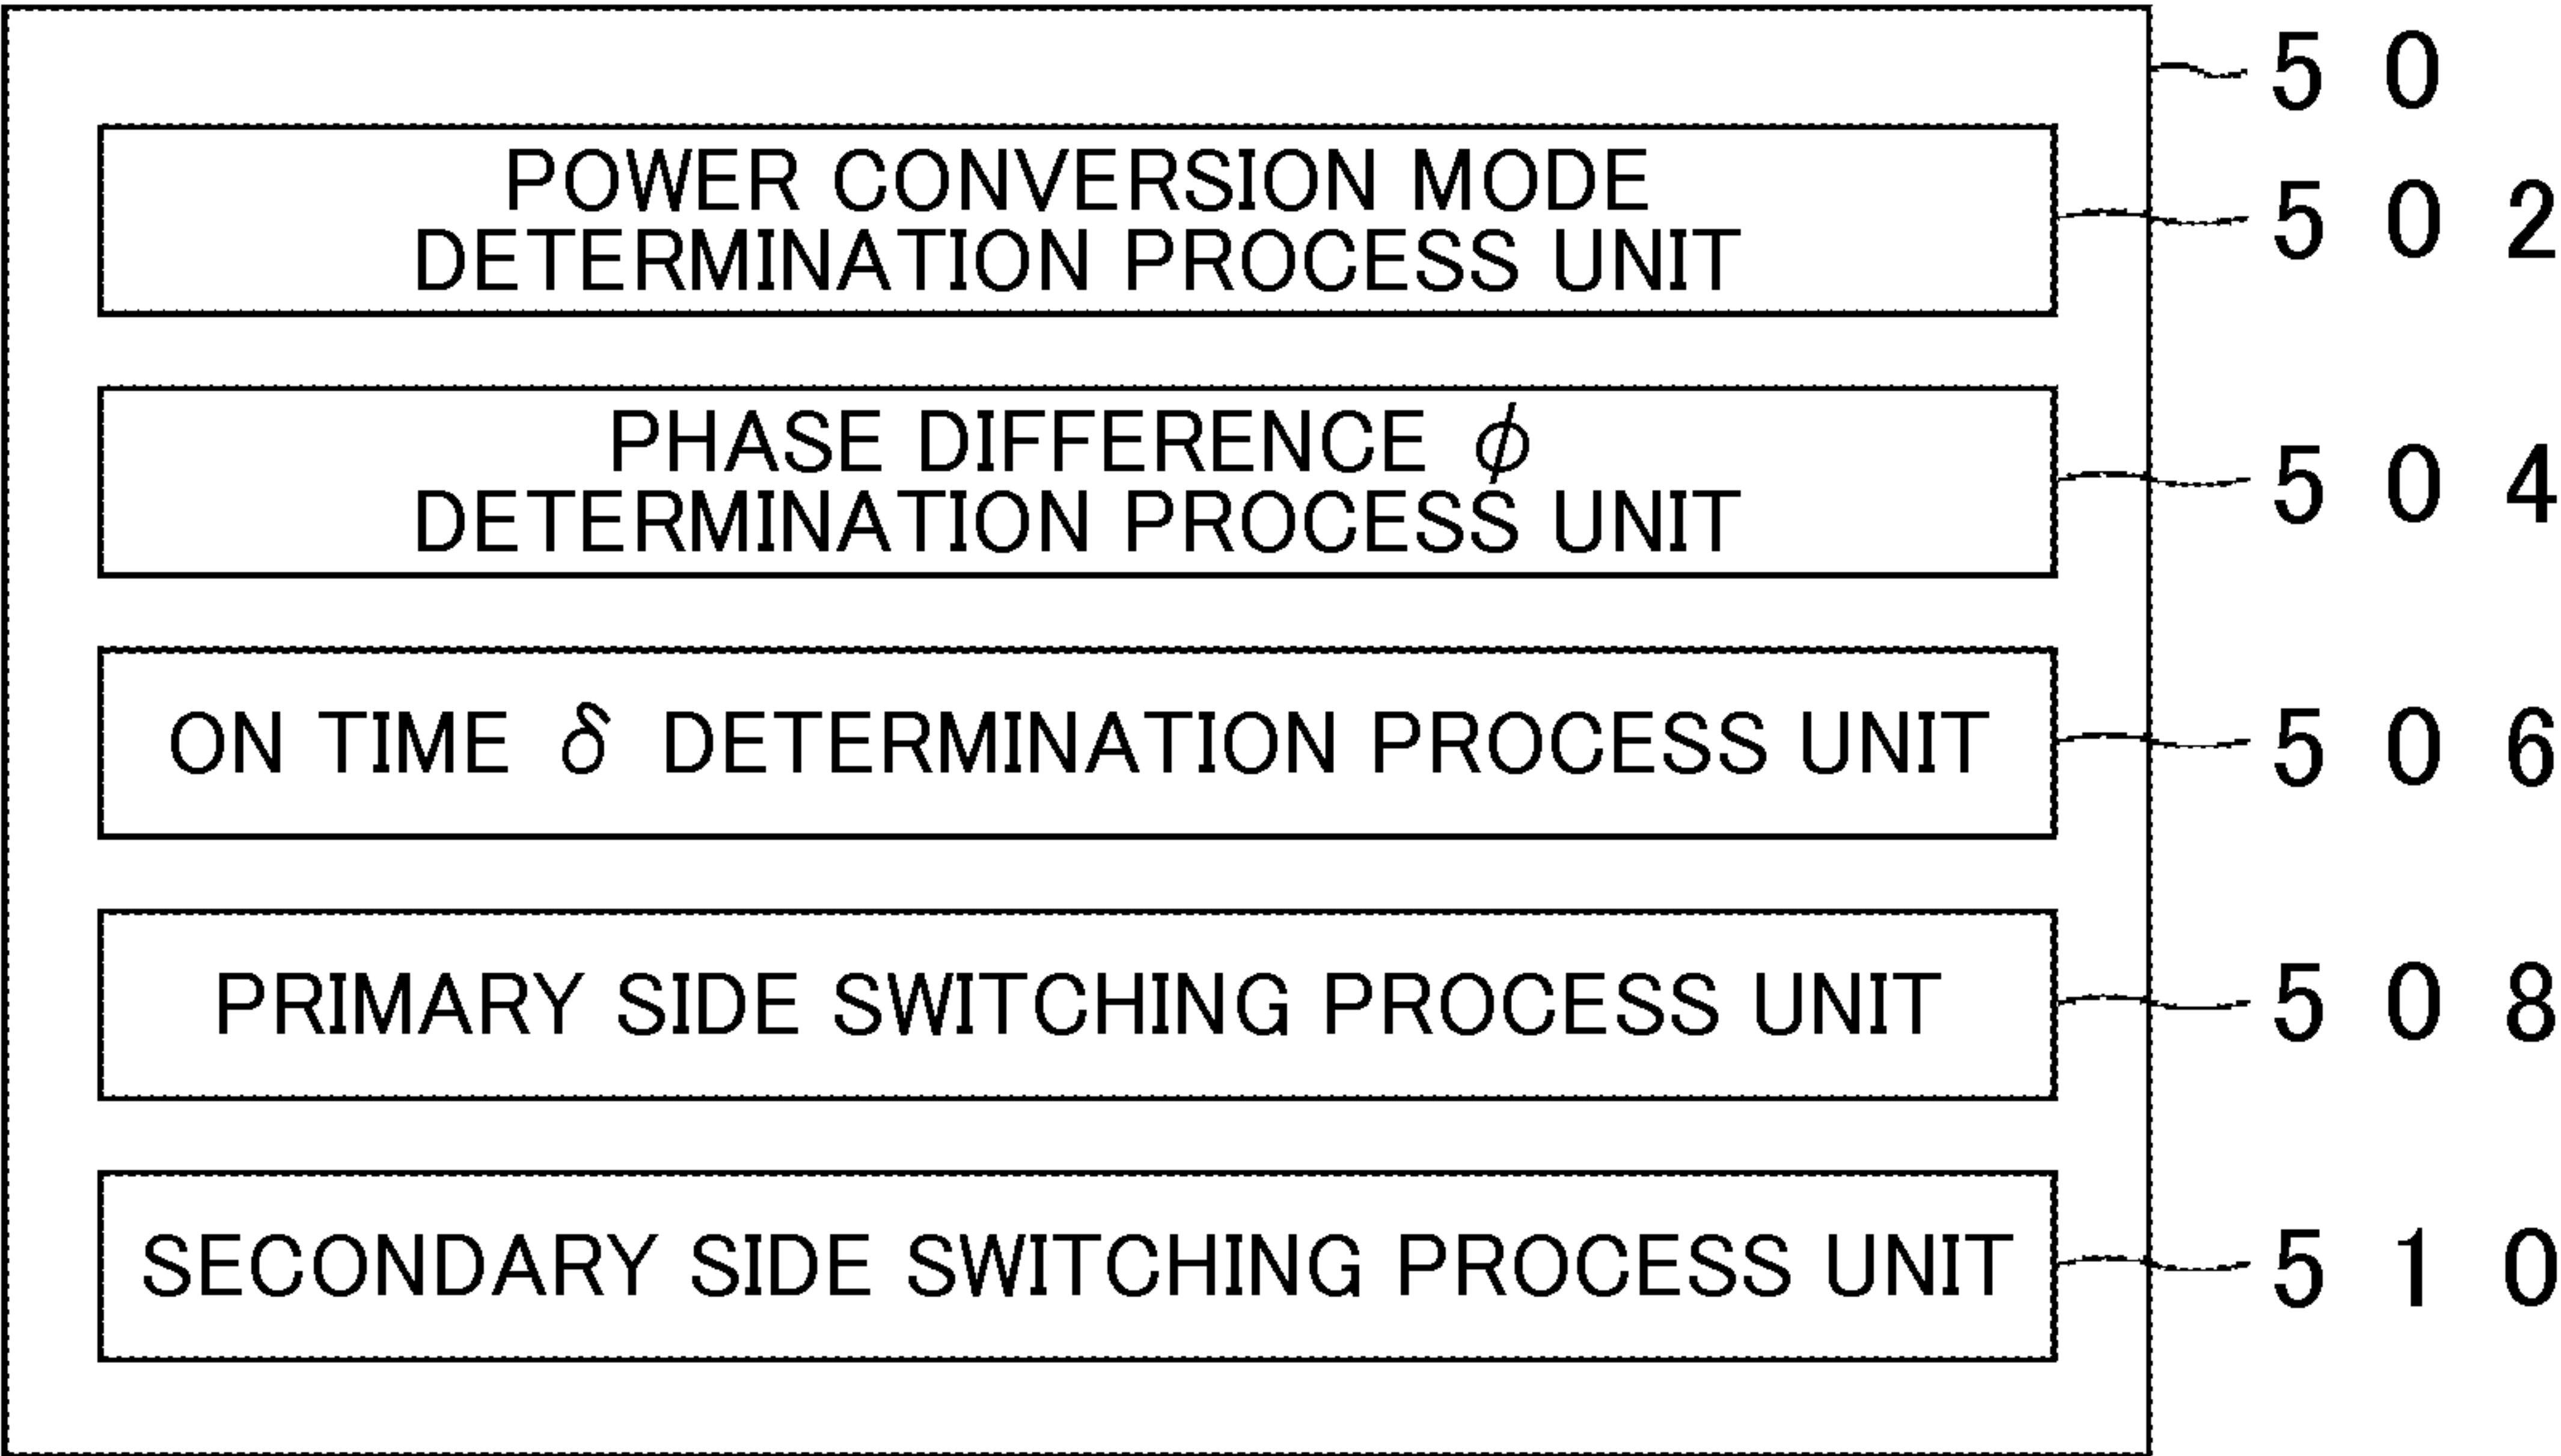 50
POWER CONVERSION MODE
DETERMINATION PROCESS UNIT
502
PHASE DIFFERENCE ϕ
DETERMINATION PROCESS UNIT
504
ON TIME δ DETERMINATION PROCESS UNIT
506
PRIMARY SIDE SWITCHING PROCESS UNIT
508
SECONDARY SIDE SWITCHING PROCESS UNIT
510